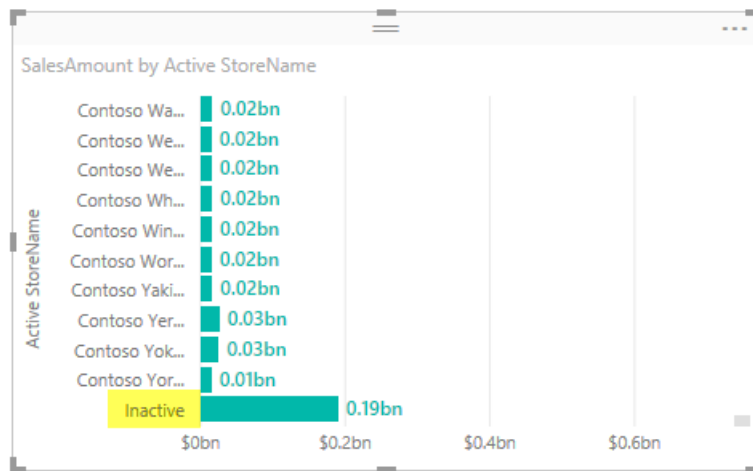 SalesAmount by Active StoreName
Active StoreName
Contoso Wa... 0.02bn
Contoso We... 0.02bn
Contoso We... 0.02bn
Contoso Wh... 0.02bn
Contoso Win... 0.02bn
Contoso Wor... 0.02bn
Contoso Yaki... 0.02bn
Contoso Yer... 0.03bn
Contoso Yok... 0.03bn
Contoso Yor... 0.01bn
Inactive 0.19bn
$0bn $0.2bn $0.4bn $0.6bn